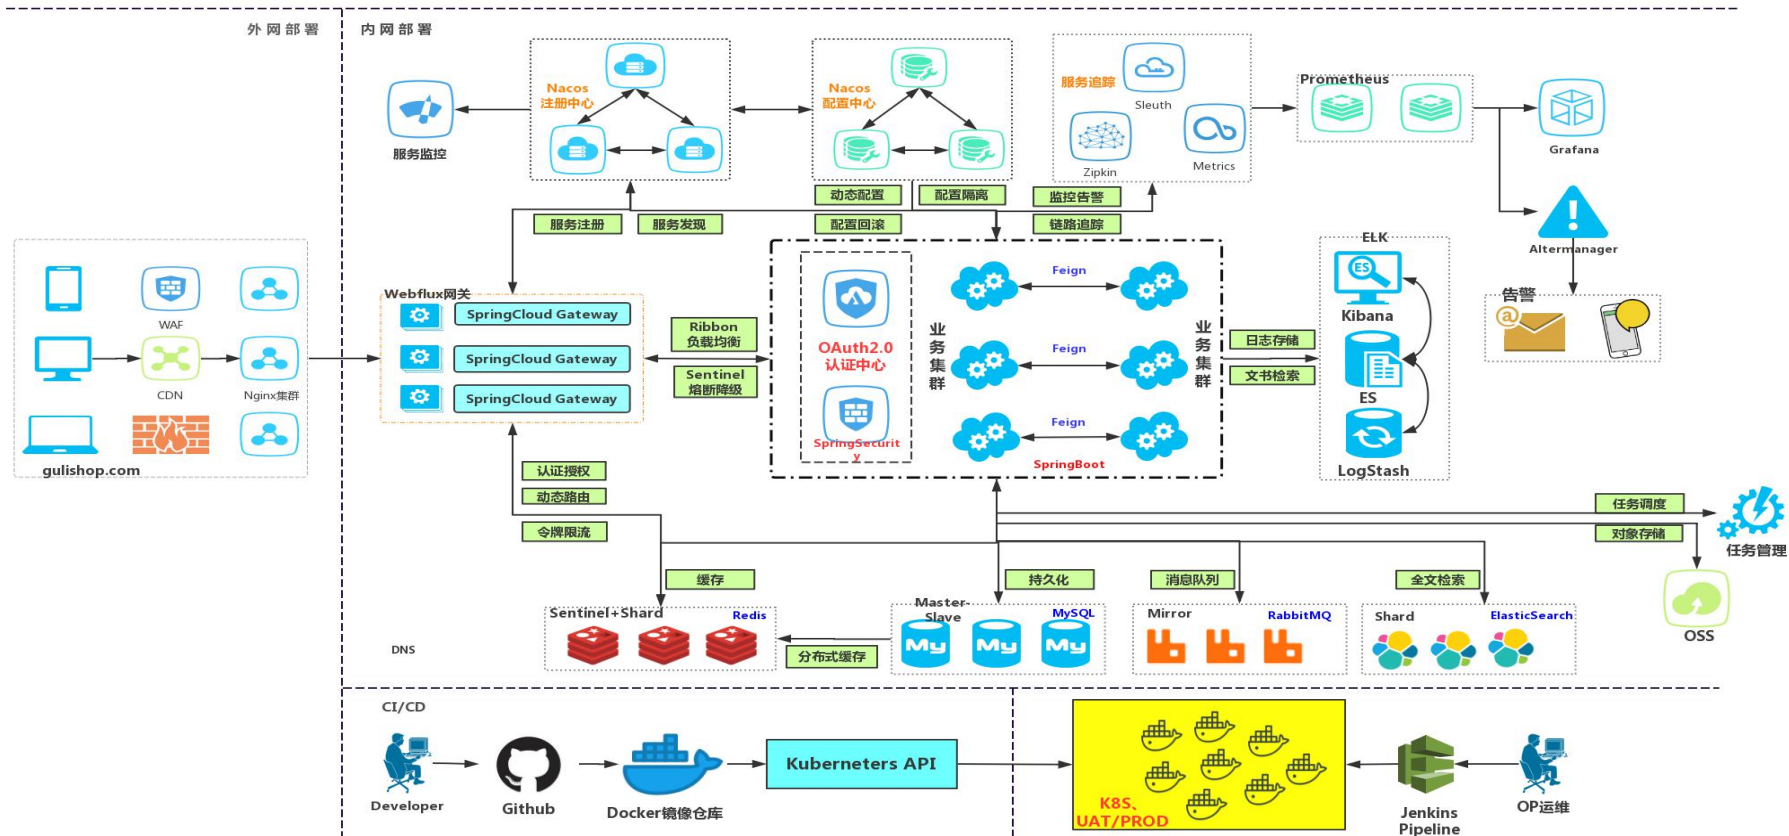 外网部署
内网部署
服务监控
Nacos
注册中心
Nacos
配置中心
服务追踪
Sleuth
Zipkin
Metrics
Prometheus
Grafana
Altermanager
告警
服务注册
服务发现
动态配置
配置隔离
配置回滚
监控告警
链路追踪
WAF
CDN
Nginx集群
gulishop.com
Webflux网关
SpringCloud Gateway
SpringCloud Gateway
SpringCloud Gateway
Ribbon
负载均衡
Sentinel
熔断降级
OAuth2.0
认证中心
SpringSecurit
y
业务集群
Feign
Feign
Feign
业务集群
SpringBoot
日志存储
文书检索
ELK
ES
Kibana
ES
LogStash
认证授权
动态路由
令牌限流
任务调度
对象存储
任务管理
OSS
缓存
持久化
消息队列
全文检索
Sentinel+Shard
Redis
分布式缓存
Master-
Slave
MySQL
My
My
My
Mirror
RabbitMQ
Shard
ElasticSearch
DNS
CI/CD
Developer
Github
Docker镜像仓库
Kuberneters API
K8S、
UAT/PROD
Jenkins
Pipeline
OP运维